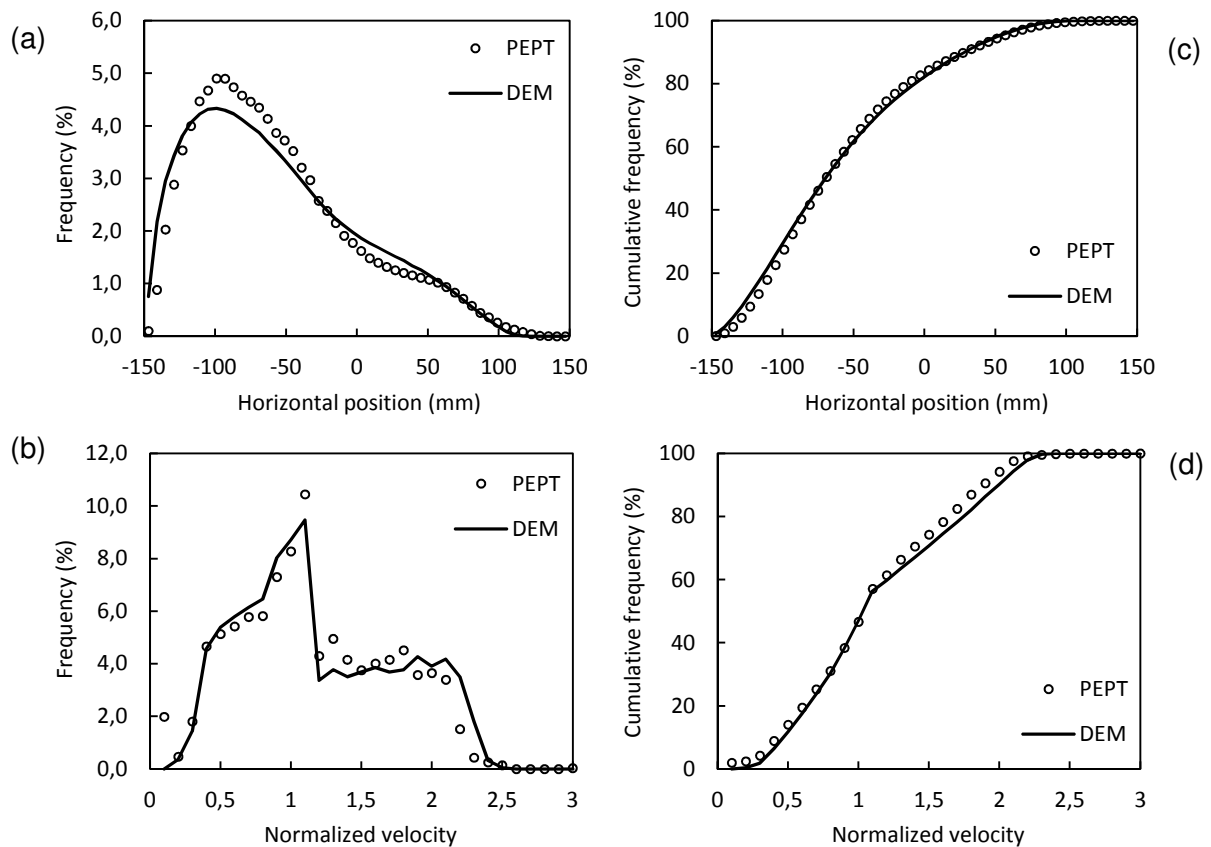 (a)
6,0
5,0
4,0
3,0
2,0
1,0
0,0
Frequency (%)
PEPT
DEM
-150 -100 -50 0 50 100 150
Horizontal position (mm)
(c)
100
80
60
40
20
0
Cumulative frequency (%)
PEPT
DEM
-150 -100 -50 0 50 100 150
Horizontal position (mm)
(b)
12,0
10,0
8,0
6,0
4,0
2,0
0,0
Frequency (%)
PEPT
DEM
0 0,5 1 1,5 2 2,5 3
Normalized velocity
(d)
100
80
60
40
20
0
Cumulative frequency (%)
PEPT
DEM
0 0,5 1 1,5 2 2,5 3
Normalized velocity